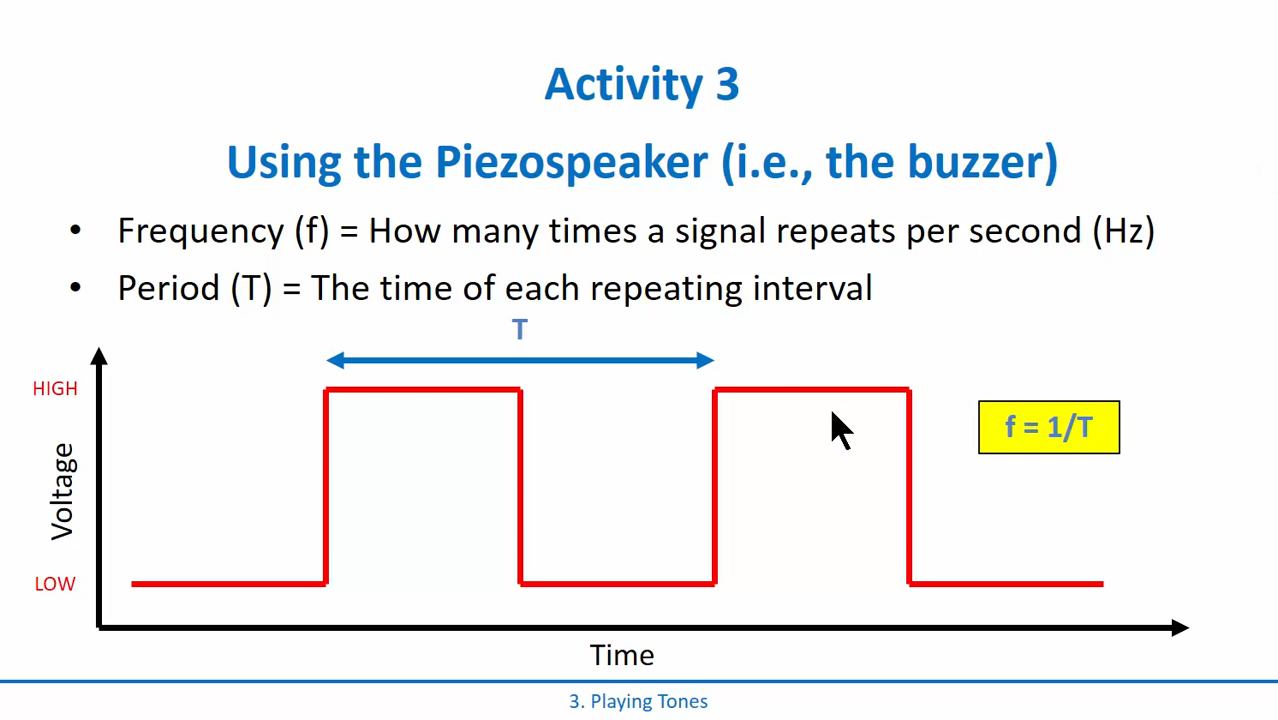 Activity 3
Using the Piezospeaker (i.e., the buzzer)
• Frequency (f) = How many times a signal repeats per second (Hz)
• Period (T) = The time of each repeating interval
T
HIGH
f = 1/T
Voltage
LOW
Time
3. Playing Tones